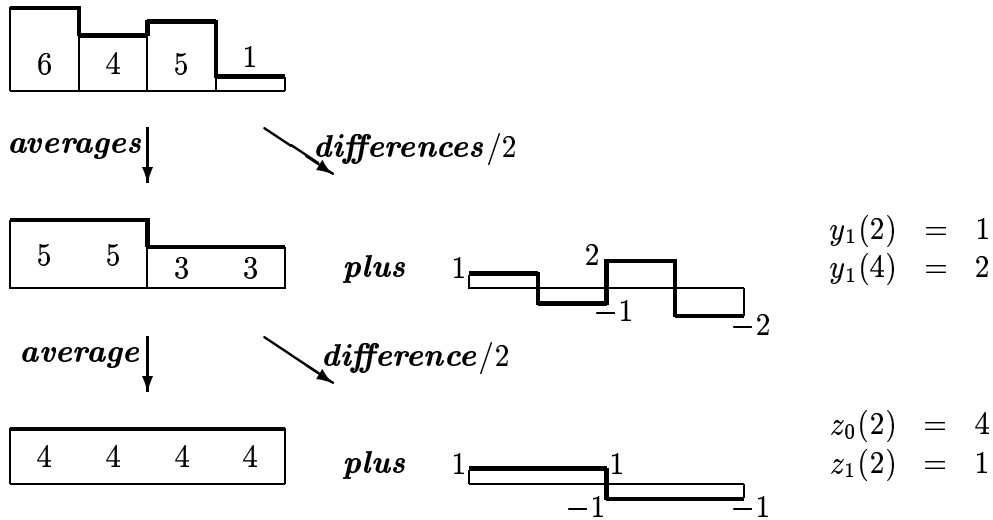 6 4 5 1
averages differences/2
5 5 3 3 plus 1 2 −1 −2
y₁(2) = 1
y₁(4) = 2
average difference/2
4 4 4 4 plus 1 1 −1 −1
z₀(2) = 4
z₁(2) = 1